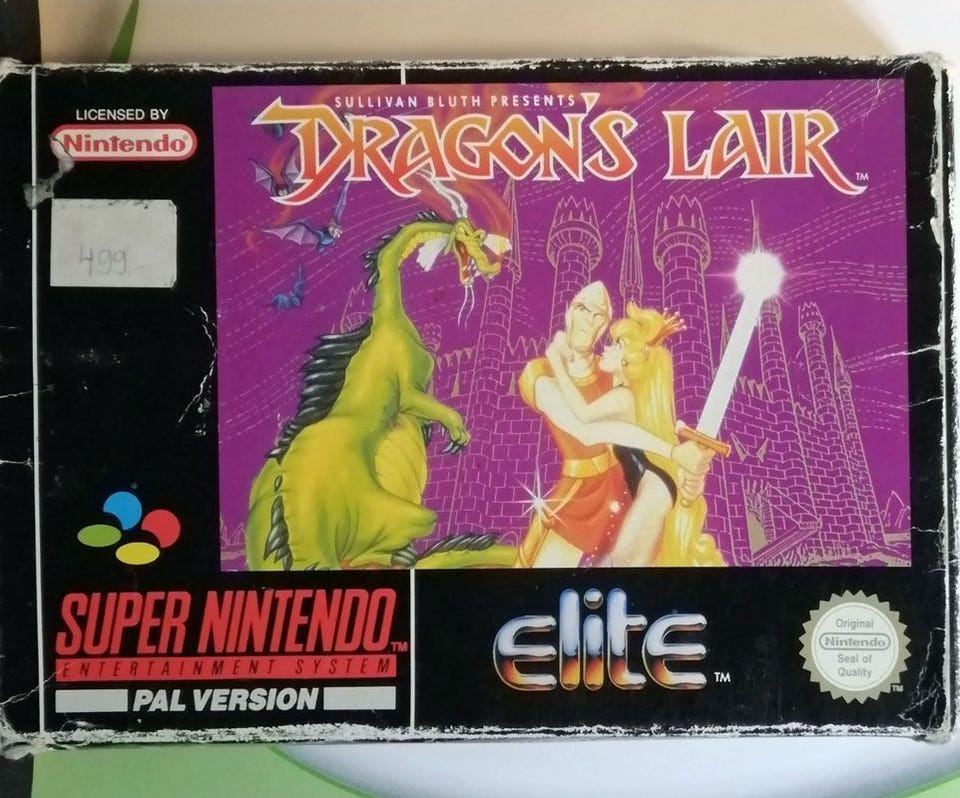 LICENSED BY
Nintendo
499
SULLIVAN BLUTH PRESENTS
DRAGON'S LAIR
TM
SUPER NINTENDO TM
ENTERTAINMENT SYSTEM
PAL VERSION
elite TM
Original
Nintendo
Seal of
Quality
TM